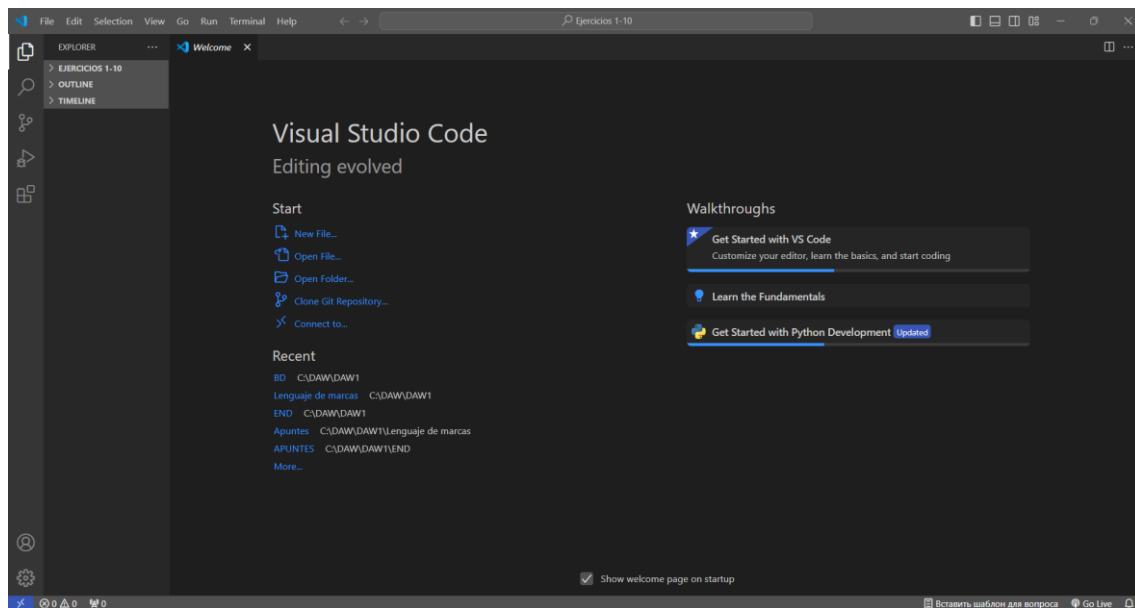 File Edit Selection View Go Run Terminal Help
Ejercicios 1-10
EXPLORER
Welcome
EJERCICIOS 1-10
OUTLINE
TIMELINE
Visual Studio Code
Editing evolved
Start
New File...
Open File...
Open Folder...
Clone Git Repository...
Connect to...
Recent
BD C:\DAW\DAW1
Lenguaje de marcas C:\DAW\DAW1
END C:\DAW\DAW1
Apuntes C:\DAW\DAW1\Lenguaje de marcas
APUNTES C:\DAW\DAW1\END
More...
Walkthroughs
Get Started with VS Code
Customize your editor, learn the basics, and start coding
Learn the Fundamentals
Get Started with Python Development Updated
Show welcome page on startup
0 0 0
Вставить шаблон для вопроса Go Live